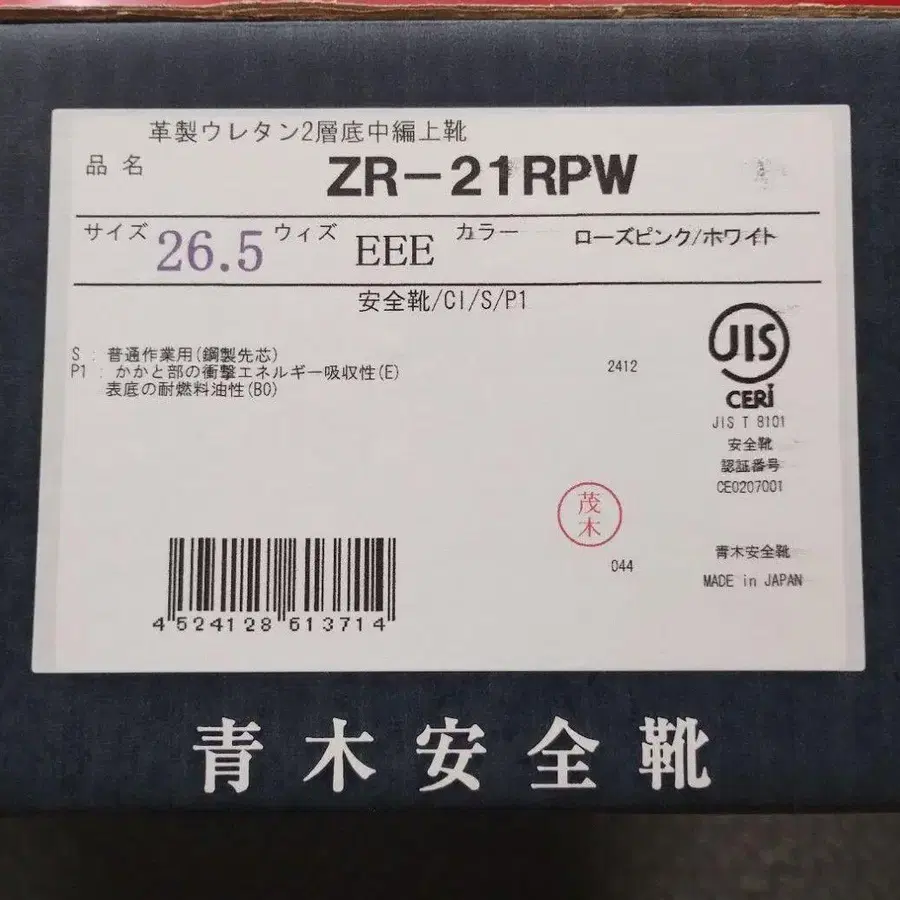 革製ウレタン2層底中編上靴
品名 ZR-21RPW
サイズ 26.5 ウィズ EEE カラー ローズピンク/ホワイト
安全靴/CI/S/P1
S : 普通作業用(鋼製先芯)
P1 : かかと部の衝撃エネルギー吸収性(E)
表底の耐燃料油性(BO)
2412
JIS
CERI
JIS T 8101
安全靴
認証番号
CE0207001
茂木
044
青木安全靴
MADE in JAPAN
4524128613714
青木安全靴